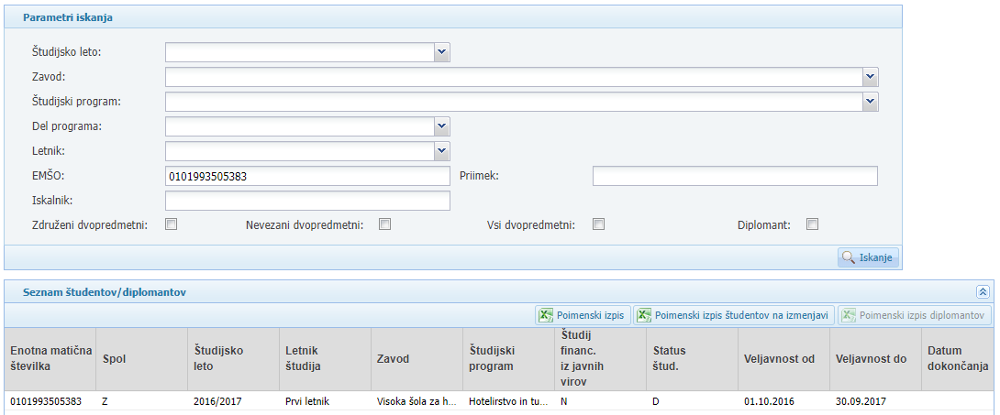 Parametri iskanja
Študijsko leto:
Zavod:
Študijski program:
Del programa:
Letnik:
EMŠO: 0101993505383 Priimek:
Iskalnik:
Združeni dvopredmetni: Nevezani dvopredmetni: Vsi dvopredmetni: Diplomant:
Iskanje
Seznam študentov/diplomantov
Poimenski izpis Poimenski izpis študentov na izmenjavi Poimenski izpis diplomantov
Enotna matična številka Spol Študijsko leto Letnik študija Zavod Študijski program Študij financ. iz javnih virov Status štud. Veljavnost od Veljavnost do Datum dokončanja
0101993505383 Z 2016/2017 Prvi letnik Visoka šola za h... Hotelirstvo in tu... N D 01.10.2016 30.09.2017